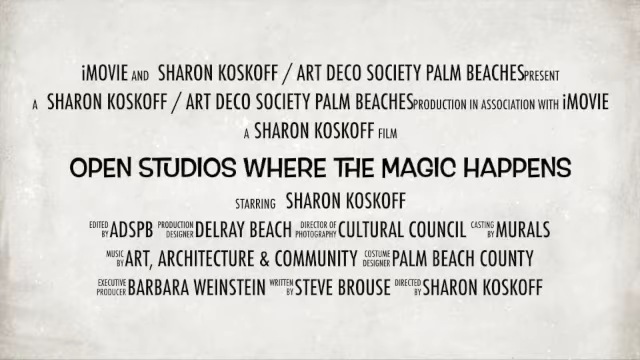 iMOVIE AND SHARON KOSKOFF / ART DECO SOCIETY PALM BEACHES PRESENT
A SHARON KOSKOFF / ART DECO SOCIETY PALM BEACHES PRODUCTION IN ASSOCIATION WITH iMOVIE
A SHARON KOSKOFF FILM
OPEN STUDIOS WHERE THE MAGIC HAPPENS
STARRING SHARON KOSKOFF
EDITED BY ADSPB PRODUCTION DESIGNER DELRAY BEACH DIRECTOR OF PHOTOGRAPHY CULTURAL COUNCIL CASTING BY MURALS
MUSIC BY ART, ARCHITECTURE & COMMUNITY COSTUME DESIGNER PALM BEACH COUNTY
EXECUTIVE PRODUCER BARBARA WEINSTEIN WRITTEN BY STEVE BROUSE DIRECTED BY SHARON KOSKOFF